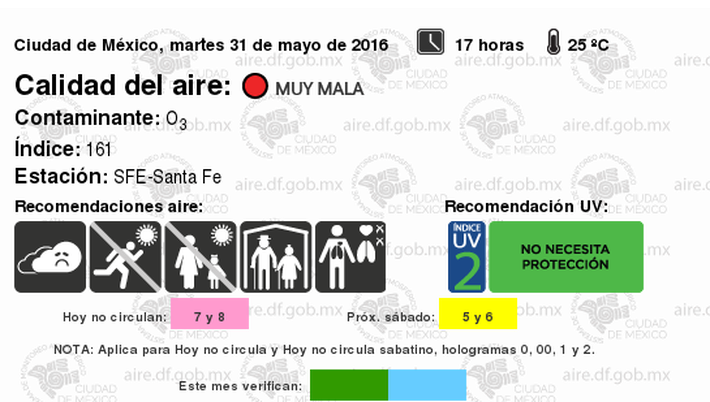 Ciudad de México, martes 31 de mayo de 2016 17 horas 25 ºC
Calidad del aire: MUY MALA
Contaminante: O3
Índice: 161
Estación: SFE-Santa Fe
Recomendaciones aire: Recomendación UV:
ÍNDICE
UV
2
NO NECESITA
PROTECCIÓN
Hoy no circulan: 7 y 8 Próx. sábado: 5 y 6
NOTA: Aplica para Hoy no circula y Hoy no circula sabatino, hologramas 0, 00, 1 y 2.
Este mes verifican:
aire.df.gob.mx
CIUDAD
DE MÉXICO